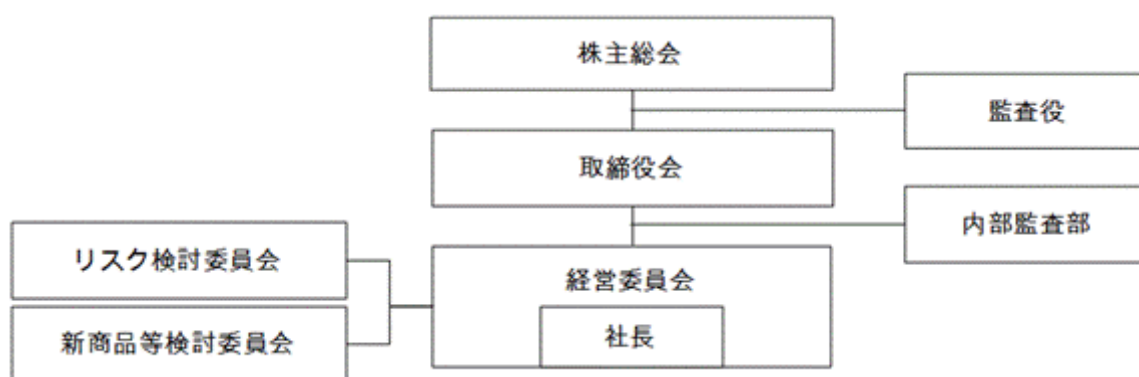 株主総会
監査役
取締役会
内部監査部
リスク検討委員会
経営委員会
社長
新商品等検討委員会